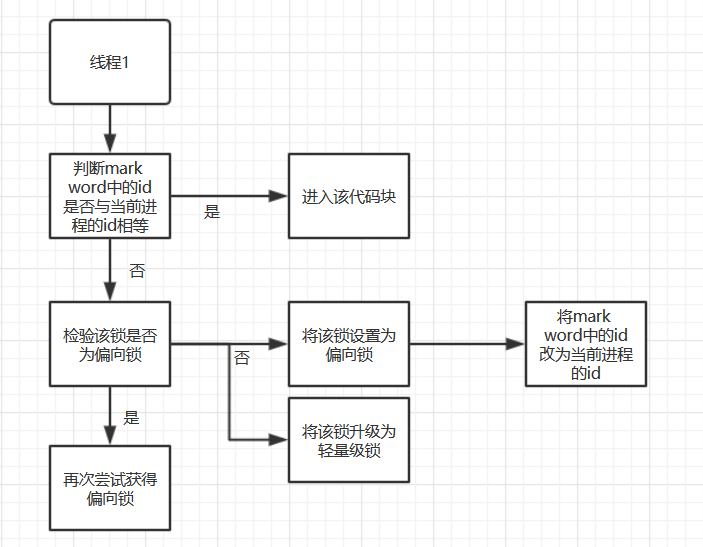 线程1
判断mark
word中的id
是否与当前进
程的id相等
是
进入该代码块
否
检验该锁是否
为偏向锁
否
将该锁设置为
偏向锁
将mark
word中的id
改为当前进程
的id
是
将该锁升级为
轻量级锁
再次尝试获得
偏向锁